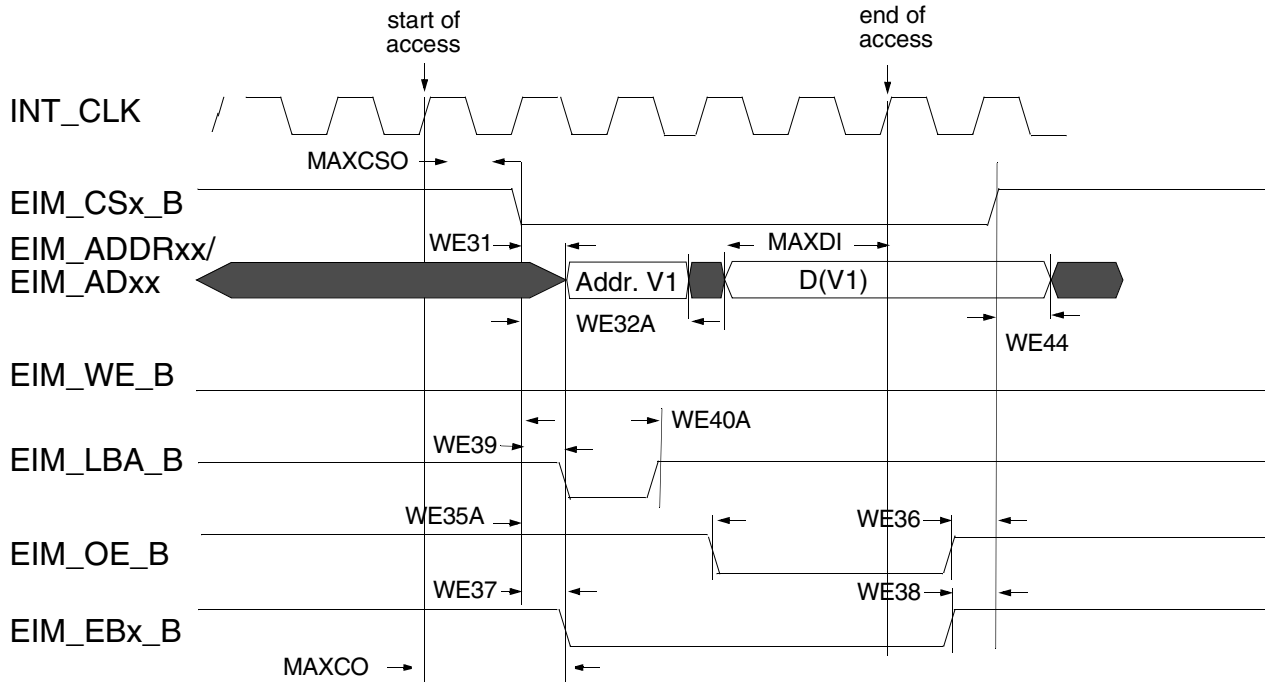 start of
access
end of
access
INT_CLK
MAXCSO
EIM_CSx_B
EIM_ADDRxx/
EIM_ADxx
WE31
MAXDI
Addr. V1
D(V1)
WE32A
WE44
EIM_WE_B
WE40A
WE39
EIM_LBA_B
WE35A
WE36
EIM_OE_B
WE37
WE38
EIM_EBx_B
MAXCO